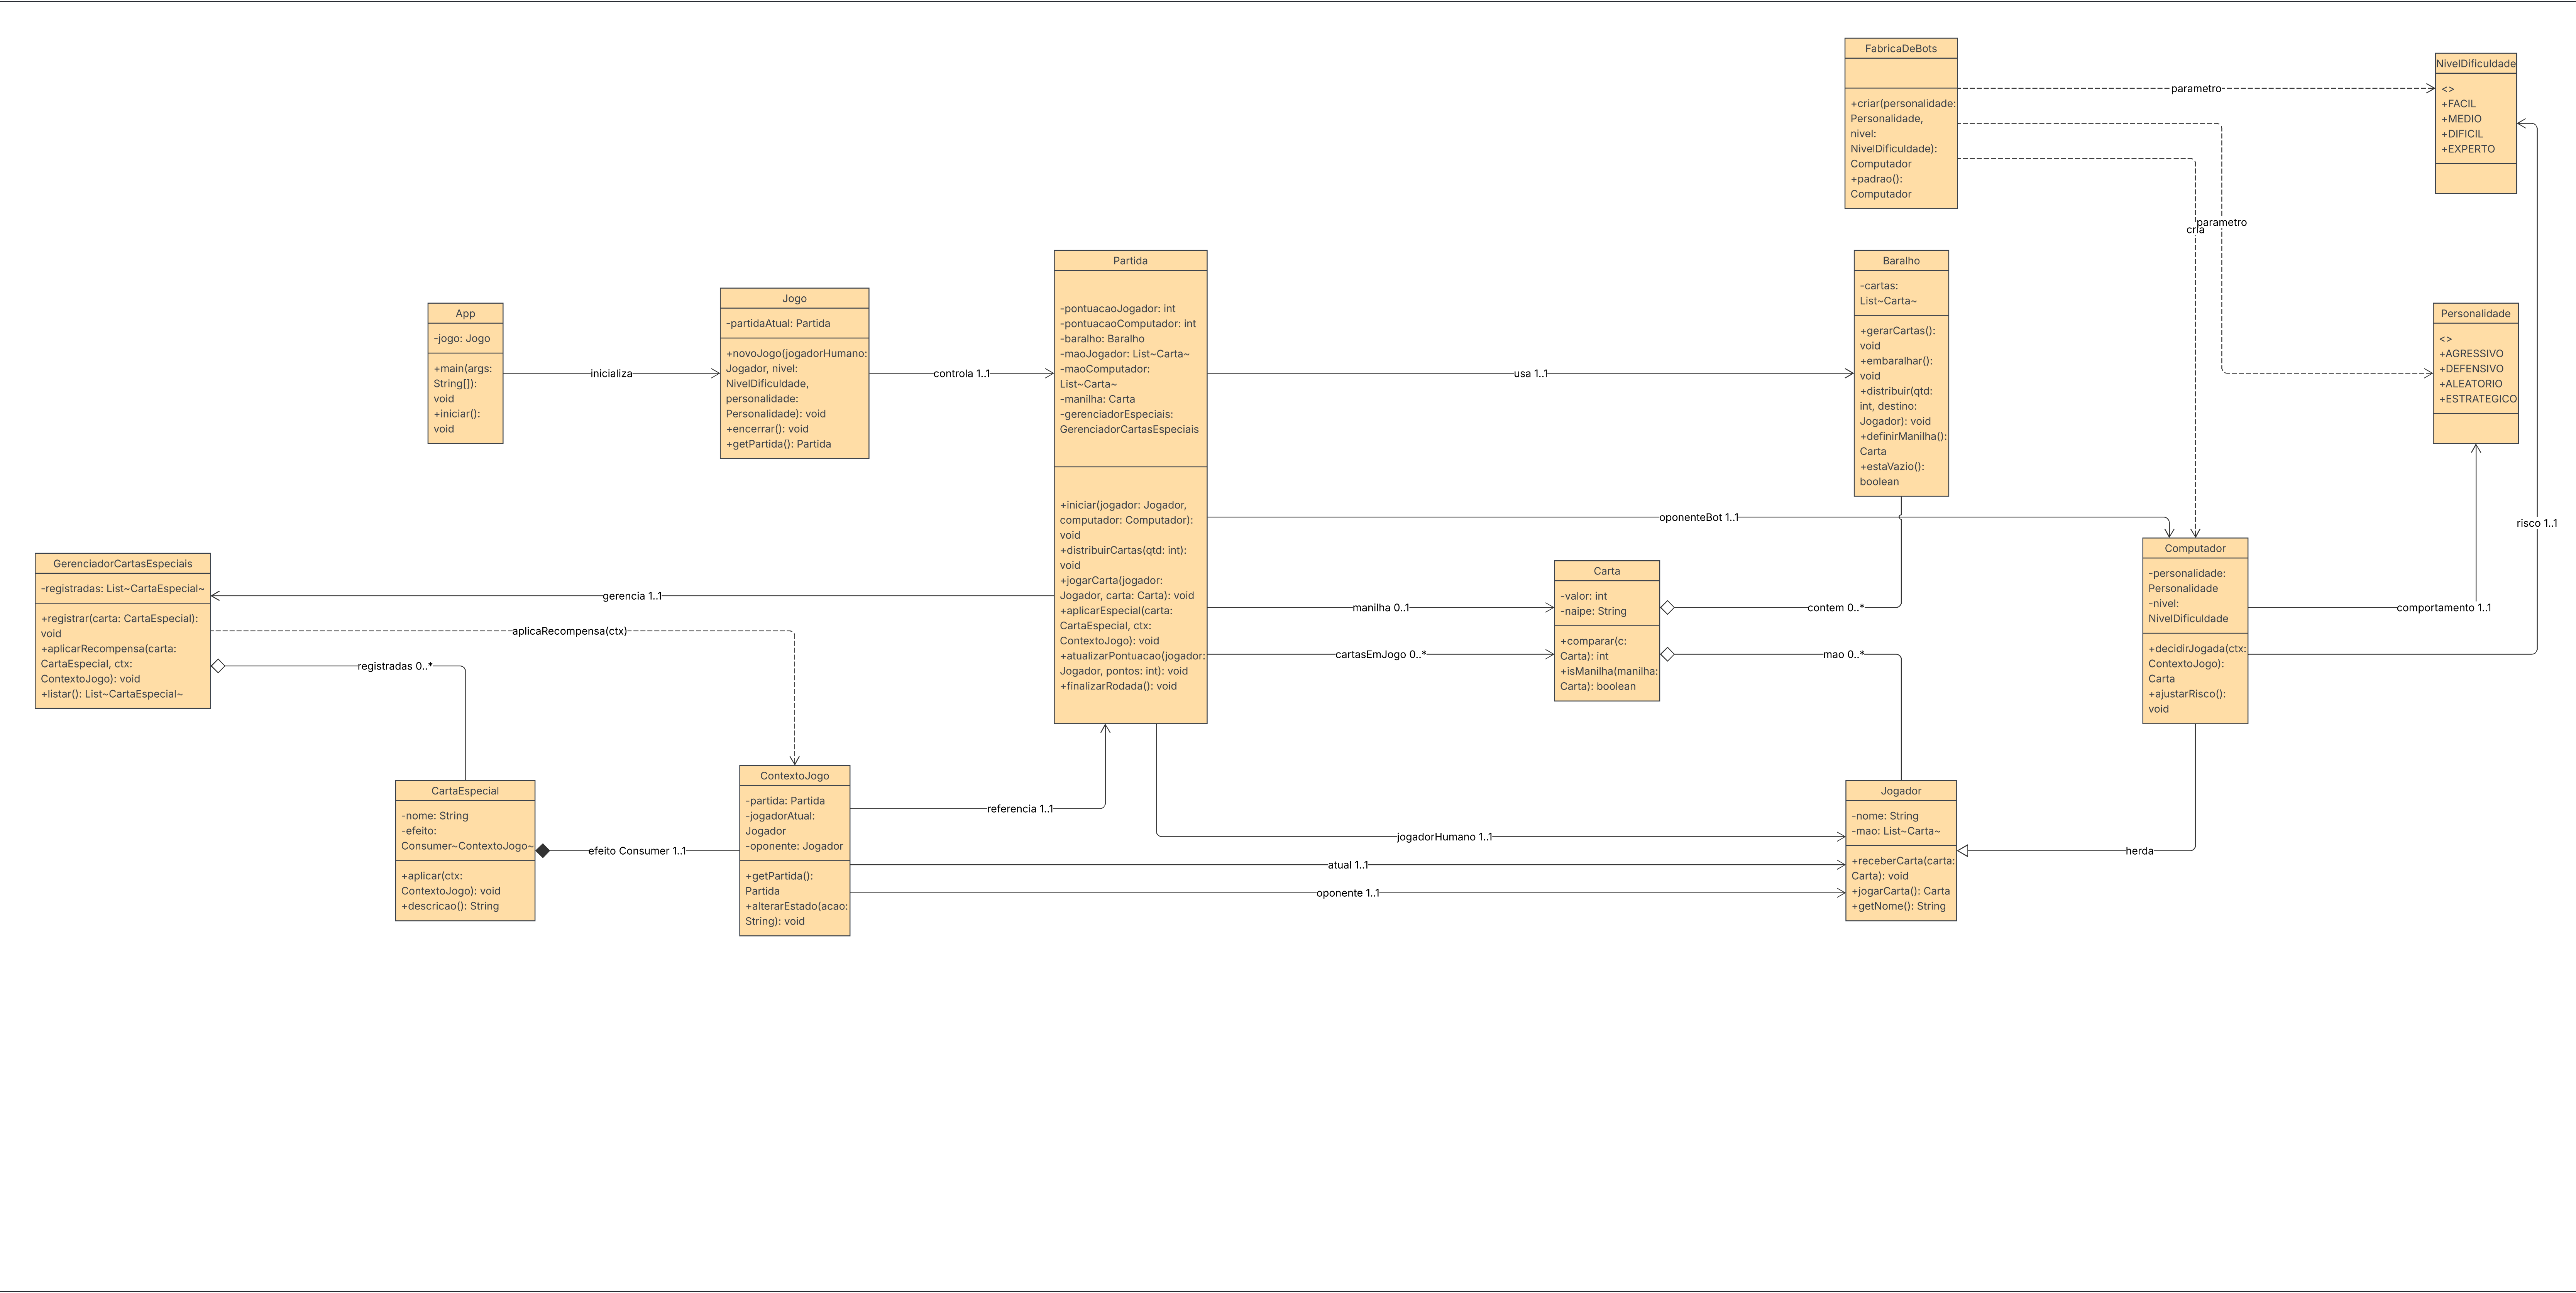 FabricaDeBots
+criar(personalidade:
Personalidade,
nivel:
NivelDificuldade):
Computador
+padrao():
Computador
parametro
parametro
cria
NivelDificuldade
<>
+FACIL
+MEDIO
+DIFICIL
+EXPERTO
App
-jogo: Jogo
+main(args:
String[]):
void
+iniciar():
void
inicializa
Jogo
-partidaAtual: Partida
+novoJogo(jogadorHumano:
Jogador, nivel:
NivelDificuldade,
personalidade:
Personalidade): void
+encerrar(): void
+getPartida(): Partida
controla 1..1
Partida
-pontuacaoJogador: int
-pontuacaoComputador: int
-baralho: Baralho
-maoJogador: List~Carta~
-maoComputador:
List~Carta~
-manilha: Carta
-gerenciadorEspeciais:
GerenciadorCartasEspeciais
+iniciar(jogador: Jogador,
computador: Computador):
void
+distribuirCartas(qtd: int):
void
+jogarCarta(jogador:
Jogador, carta: Carta): void
+aplicarEspecial(carta:
CartaEspecial, ctx:
ContextoJogo): void
+atualizarPontuacao(jogador:
Jogador, pontos: int): void
+finalizarRodada(): void
usa 1..1
Baralho
-cartas:
List~Carta~
+gerarCartas():
void
+embaralhar():
void
+distribuir(qtd:
int, destino:
Jogador): void
+definirManilha():
Carta
+estaVazio():
boolean
Personalidade
<>
+AGRESSIVO
+DEFENSIVO
+ALEATORIO
+ESTRATEGICO
oponenteBot 1..1
risco 1..1
GerenciadorCartasEspeciais
-registradas: List~CartaEspecial~
+registrar(carta: CartaEspecial):
void
+aplicarRecompensa(carta:
CartaEspecial, ctx:
ContextoJogo): void
+listar(): List~CartaEspecial~
gerencia 1..1
aplicaRecompensa(ctx)
registradas 0..*
manilha 0..1
cartasEmJogo 0..*
Carta
-valor: int
-naipe: String
+comparar(c:
Carta): int
+isManilha(manilha:
Carta): boolean
contem 0..*
mao 0..*
Computador
-personalidade:
Personalidade
-nivel:
NivelDificuldade
+decidirJogada(ctx:
ContextoJogo):
Carta
+ajustarRisco():
void
comportamento 1..1
CartaEspecial
-nome: String
-efeito:
Consumer~ContextoJogo~
+aplicar(ctx:
ContextoJogo): void
+descricao(): String
efeito Consumer 1..1
ContextoJogo
-partida: Partida
-jogadorAtual:
Jogador
-oponente: Jogador
+getPartida():
Partida
+alterarEstado(acao:
String): void
referencia 1..1
jogadorHumano 1..1
atual 1..1
oponente 1..1
Jogador
-nome: String
-mao: List~Carta~
+receberCarta(carta:
Carta): void
+jogarCarta(): Carta
+getNome(): String
herda